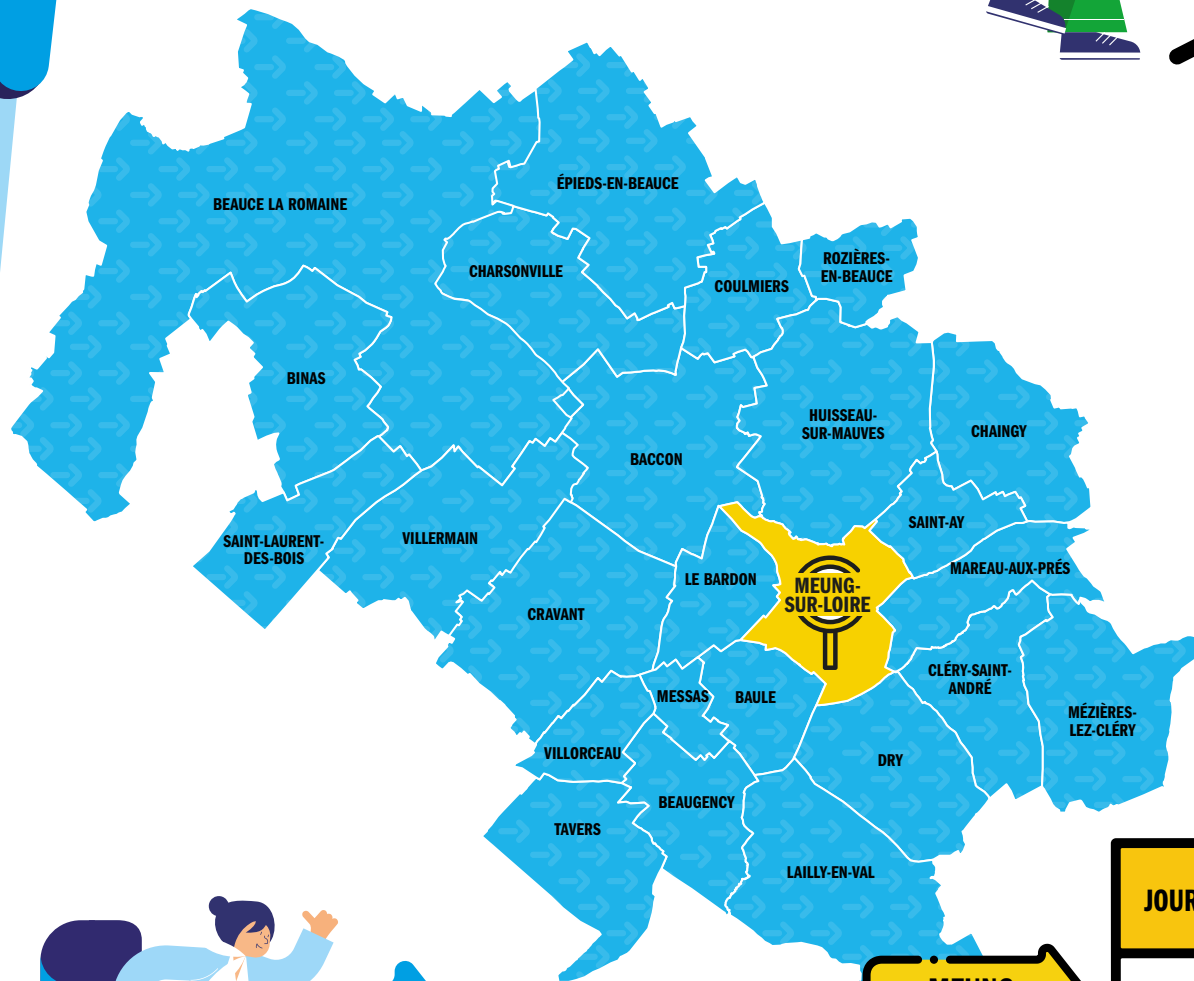 ÉPIEDS-EN-BEAUCE
BEAUCE LA ROMAINE
CHARSONVILLE
COULMIERS
ROZIÈRES-
EN-BEAUCE
BINAS
HUISSEAU-
SUR-MAUVES
CHAINGY
BACCON
SAINT-AY
SAINT-LAURENT-
DES-BOIS
VILLERMAIN
MAREAU-AUX-PRÉS
LE BARDON
MEUNG-
SUR-LOIRE
CRAVANT
CLÉRY-SAINT-
ANDRÉ
MESSAS
BAULE
MÉZIÈRES-
LEZ-CLÉRY
VILLORCEAU
DRY
BEAUGENCY
TAVERS
LAILLY-EN-VAL
JOUR
MEUNG